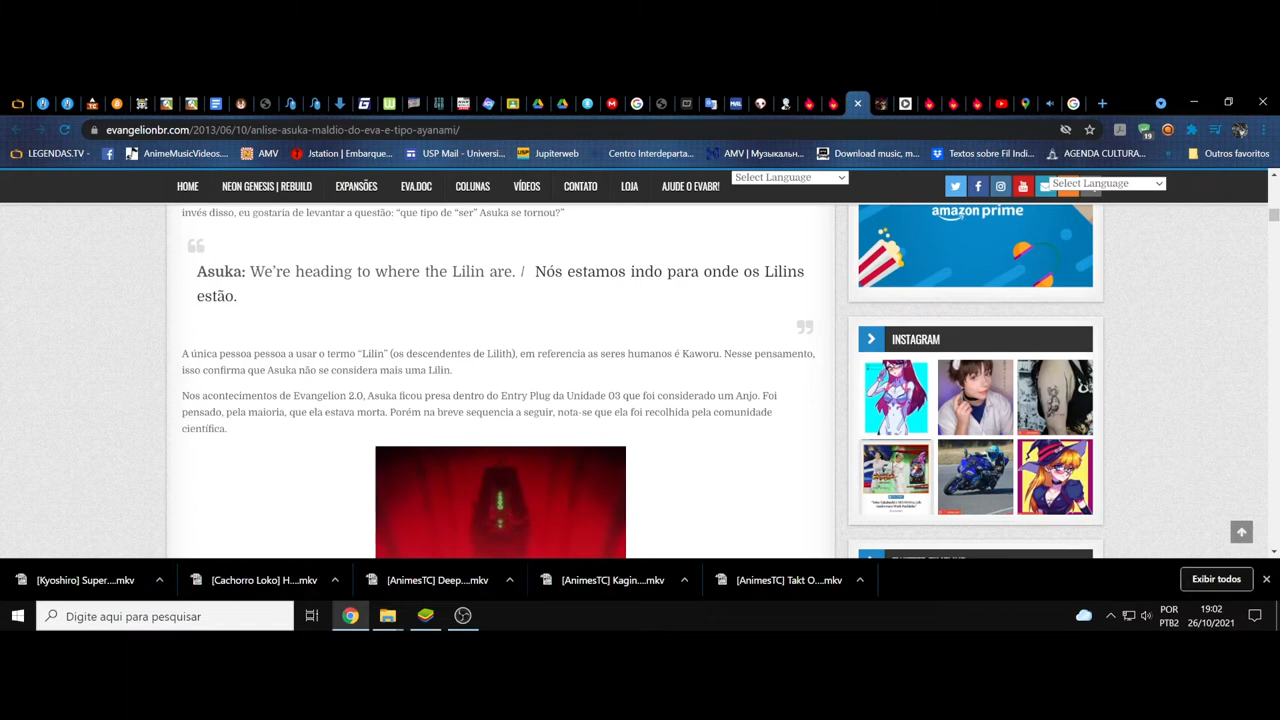 19
evangelionbr.com/2013/06/10/anlise-asuka-maldio-do-eva-e-tipo-ayanami/
LEGENDAS.TV - AnimeMusicVideos.... AMV Jstation | Embarque... USP Mail - Universi... Jupiterweb Centro Interdeparta... AMV | Музыкальн... Download music, m... Textos sobre Fil Indi... AGENDA CULTURA... Outros favoritos
HOME NEON GENESIS | REBUILD EXPANSÕES EVA.DOC COLUNAS VÍDEOS CONTATO LOJA AJUDE O EVABR! Select Language Select Language
invés disso, eu gostaria de levantar a questão: “que tipo de “ser” Asuka se tornou?”
Asuka: We’re heading to where the Lilin are. / Nós estamos indo para onde os Lilins
estão.
A única pessoa pessoa a usar o termo “Lilin” (os descendentes de Lilith), em referencia as seres humanos é Kaworu. Nesse pensamento,
isso confirma que Asuka não se considera mais uma Lilin.
Nos acontecimentos de Evangelion 2.0, Asuka ficou presa dentro do Entry Plug da Unidade 03 que foi considerado um Anjo. Foi
pensado, pela maioria, que ela estava morta. Porém na breve sequencia a seguir, nota-se que ela foi recolhida pela comunidade
científica.
amazon prime
INSTAGRAM
[Kyoshiro] Super....mkv [Cachorro Loko] H....mkv [AnimesTC] Deep....mkv [AnimesTC] Kagin....mkv [AnimesTC] Takt O....mkv Exibir todos
Digite aqui para pesquisar
POR
PTB2
19:02
26/10/2021